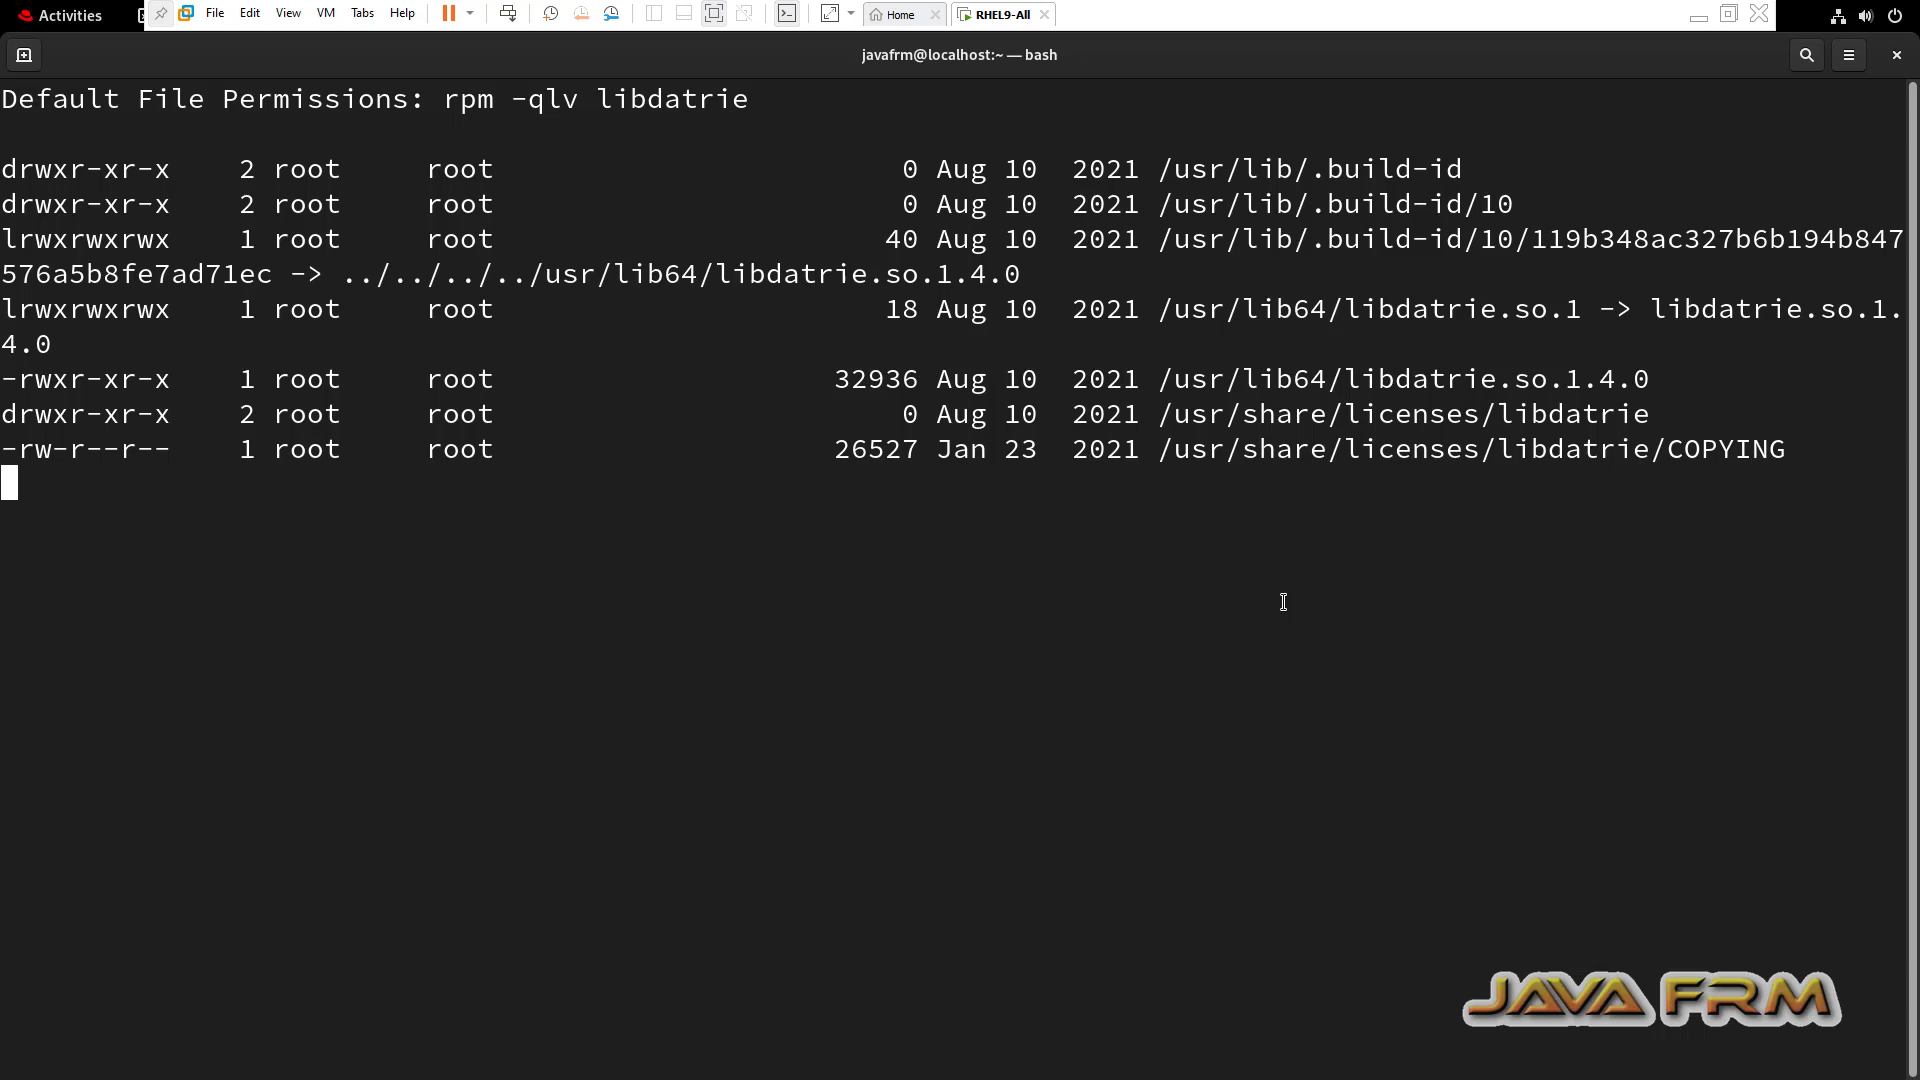 Activities File Edit View VM Tabs Help Home RHEL9-All
javafrm@localhost:~ — bash
Default File Permissions: rpm -qlv libdatrie
drwxr-xr-x    2 root     root                        0 Aug 10  2021 /usr/lib/.build-id
drwxr-xr-x    2 root     root                        0 Aug 10  2021 /usr/lib/.build-id/10
lrwxrwxrwx    1 root     root                       40 Aug 10  2021 /usr/lib/.build-id/10/119b348ac327b6b194b847
576a5b8fe7ad71ec -> ../../../../usr/lib64/libdatrie.so.1.4.0
lrwxrwxrwx    1 root     root                       18 Aug 10  2021 /usr/lib64/libdatrie.so.1 -> libdatrie.so.1.
4.0
-rwxr-xr-x    1 root     root                    32936 Aug 10  2021 /usr/lib64/libdatrie.so.1.4.0
drwxr-xr-x    2 root     root                        0 Aug 10  2021 /usr/share/licenses/libdatrie
-rw-r--r--    1 root     root                    26527 Jan 23  2021 /usr/share/licenses/libdatrie/COPYING
JAVA FRM